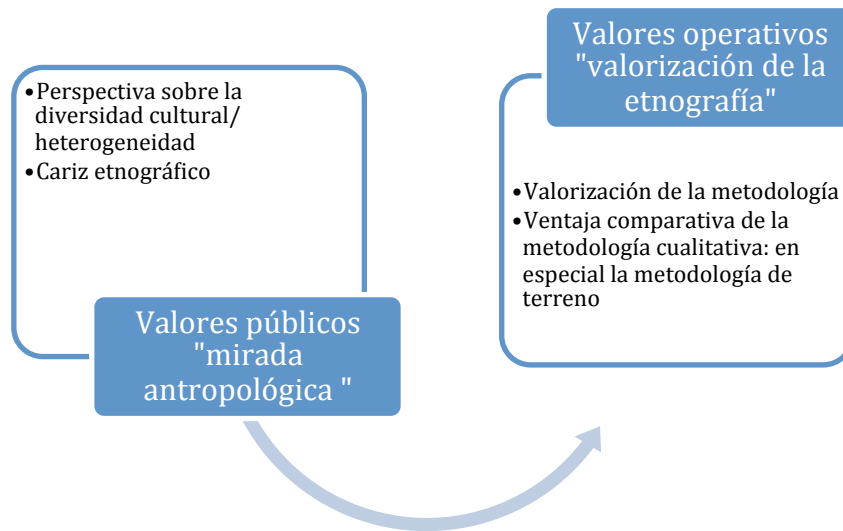 •Perspectiva sobre la
diversidad cultural/
heterogeneidad
•Cariz etnográfico
Valores públicos
"mirada
antropológica "
Valores operativos
"valorización de la
etnografía"
•Valorización de la metodología
•Ventaja comparativa de la
metodología cualitativa: en
especial la metodología de
terreno